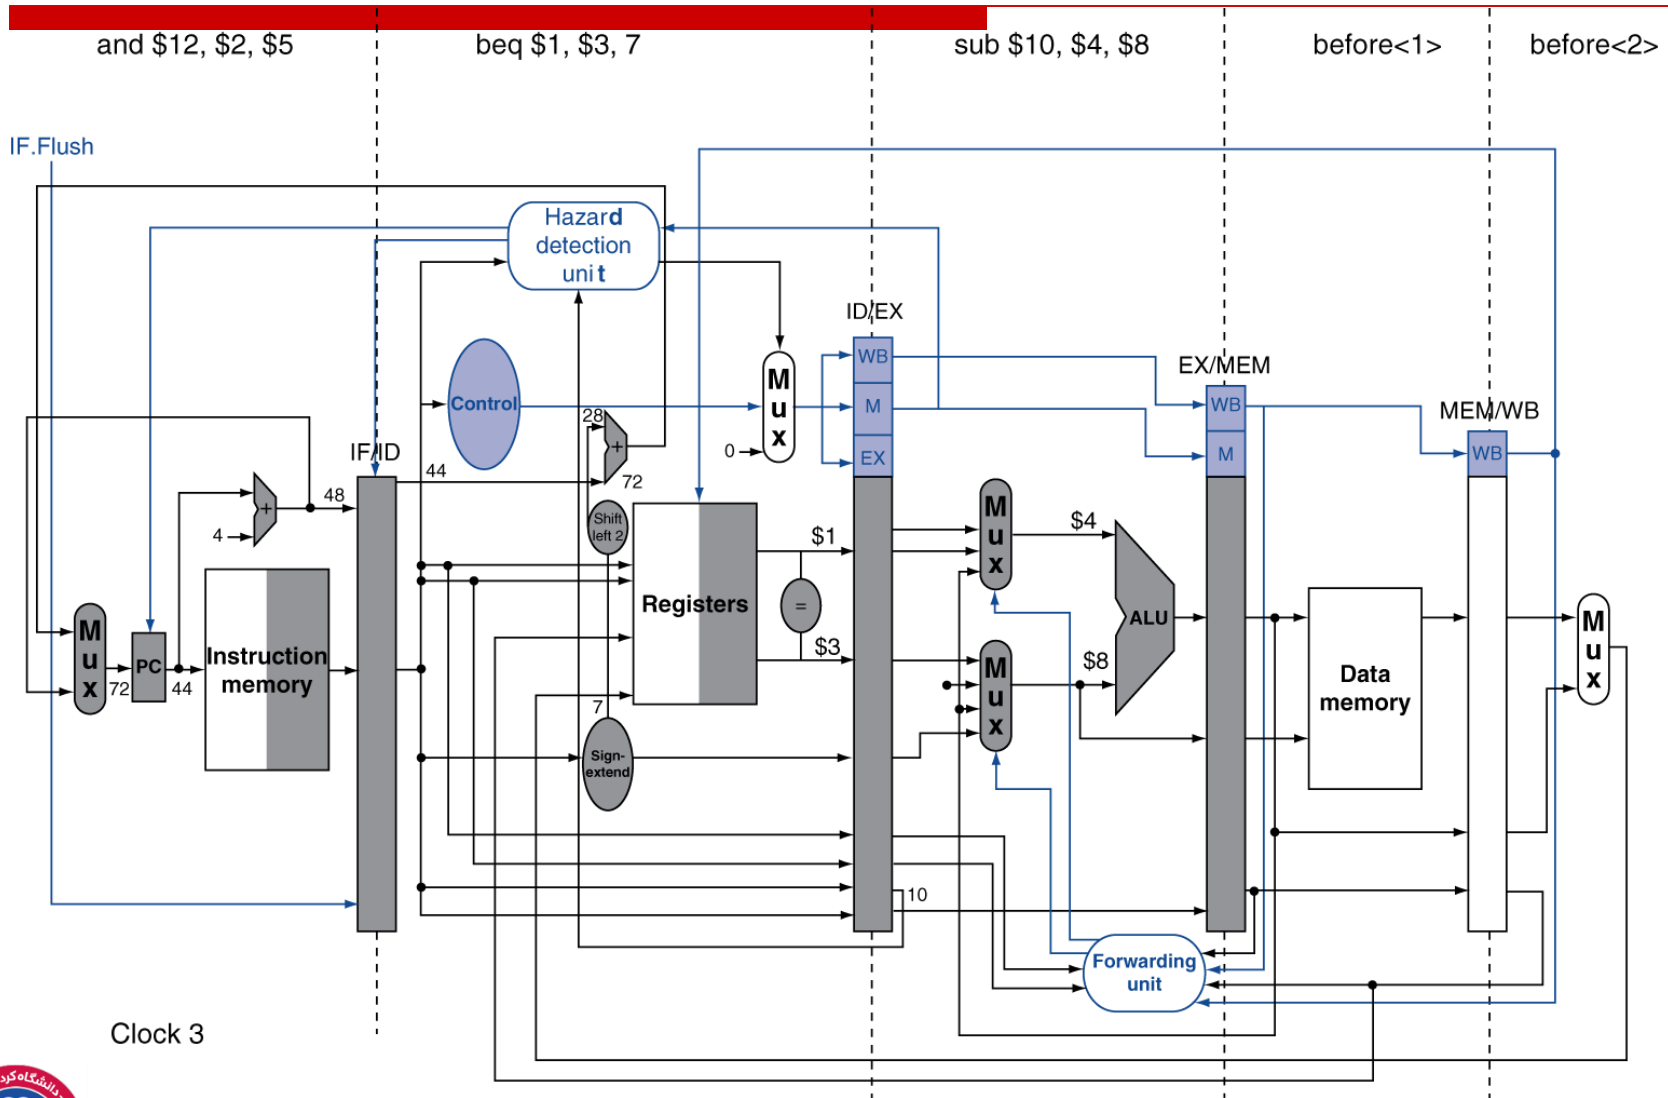 and $12, $2, $5
beq $1, $3, 7
sub $10, $4, $8
before<1>
before<2>
IF.Flush
Hazard
detection
unit
ID/EX
WB
M
EX
EX/MEM
WB
M
MEM/WB
WB
Control
M
u
x
0
28
+
72
IF/ID
44
48
+
4
Shift
left 2
M
u
x
$4
$1
=
$3
Registers
ALU
M
u
x
$8
M
u
x
72
PC
44
Instruction
memory
Data
memory
M
u
x
7
Sign-
extend
10
Forwarding
unit
Clock 3
دانشگاه کرد